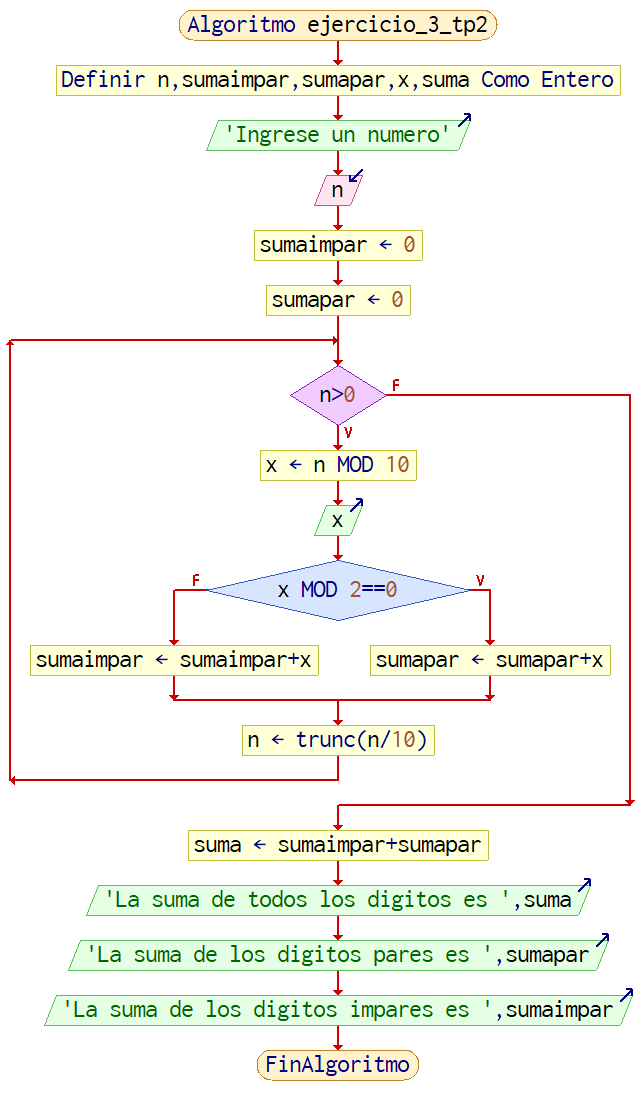 Algoritmo ejercicio_3_tp2
Definir n,sumaimpar,sumapar,x,suma Como Entero
'Ingrese un numero'
n
sumaimpar ← 0
sumapar ← 0
n>0
F
V
x ← n MOD 10
x
F
x MOD 2==0
V
sumaimpar ← sumaimpar+x
sumapar ← sumapar+x
n ← trunc(n/10)
suma ← sumaimpar+sumapar
'La suma de todos los digitos es ',suma
'La suma de los digitos pares es ',sumapar
'La suma de los digitos impares es ',sumaimpar
FinAlgoritmo